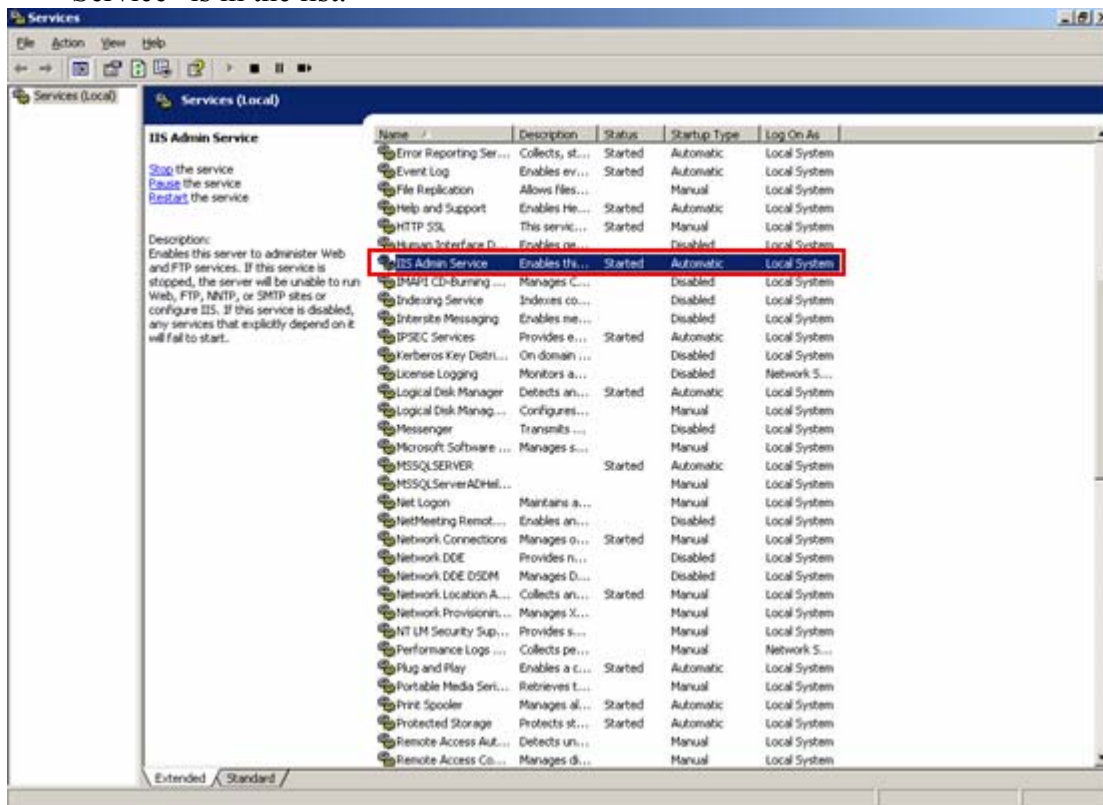 Service" is in the list.
Services
File Action View Help
Services (Local)
Services (Local)
IIS Admin Service
Stop the service
Pause the service
Restart the service
Description:
Enables this server to administer Web
and FTP services. If this service is
stopped, the server will be unable to run
Web, FTP, NNTP, or SMTP sites or
configure IIS. If this service is disabled,
any services that explicitly depend on it
will fail to start.
Name Description Status Startup Type Log On As
Error Reporting Ser... Collects, st... Started Automatic Local System
Event Log Enables ev... Started Automatic Local System
File Replication Allows files... Manual Local System
Help and Support Enables He... Started Automatic Local System
HTTP SSL This servic... Started Manual Local System
Human Interface D... Enables ge... Disabled Local System
IIS Admin Service Enables thi... Started Automatic Local System
IMAPI CD-Burning ... Manages C... Disabled Local System
Indexing Service Indexes co... Disabled Local System
Intersite Messaging Enables me... Disabled Local System
IPSEC Services Provides e... Started Automatic Local System
Kerberos Key Distri... On domain ... Disabled Local System
License Logging Monitors a... Disabled Network S...
Logical Disk Manager Detects an... Started Automatic Local System
Logical Disk Manag... Configures... Manual Local System
Messenger Transmits ... Disabled Local System
Microsoft Software ... Manages s... Manual Local System
MSSQLSERVER Started Automatic Local System
MSSQLServerADHel... Manual Local System
Net Logon Maintains a... Manual Local System
NetMeeting Remot... Enables an... Disabled Local System
Network Connections Manages o... Started Manual Local System
Network DDE Provides n... Disabled Local System
Network DDE DSDM Manages D... Disabled Local System
Network Location A... Collects an... Started Manual Local System
Network Provisionin... Manages X... Manual Local System
NT LM Security Sup... Provides s... Manual Local System
Performance Logs ... Collects pe... Manual Network S...
Plug and Play Enables a c... Started Automatic Local System
Portable Media Seri... Retrieves t... Manual Local System
Print Spooler Manages al... Started Automatic Local System
Protected Storage Protects st... Started Automatic Local System
Remote Access Aut... Detects un... Manual Local System
Remote Access Co... Manages di... Manual Local System
Extended Standard